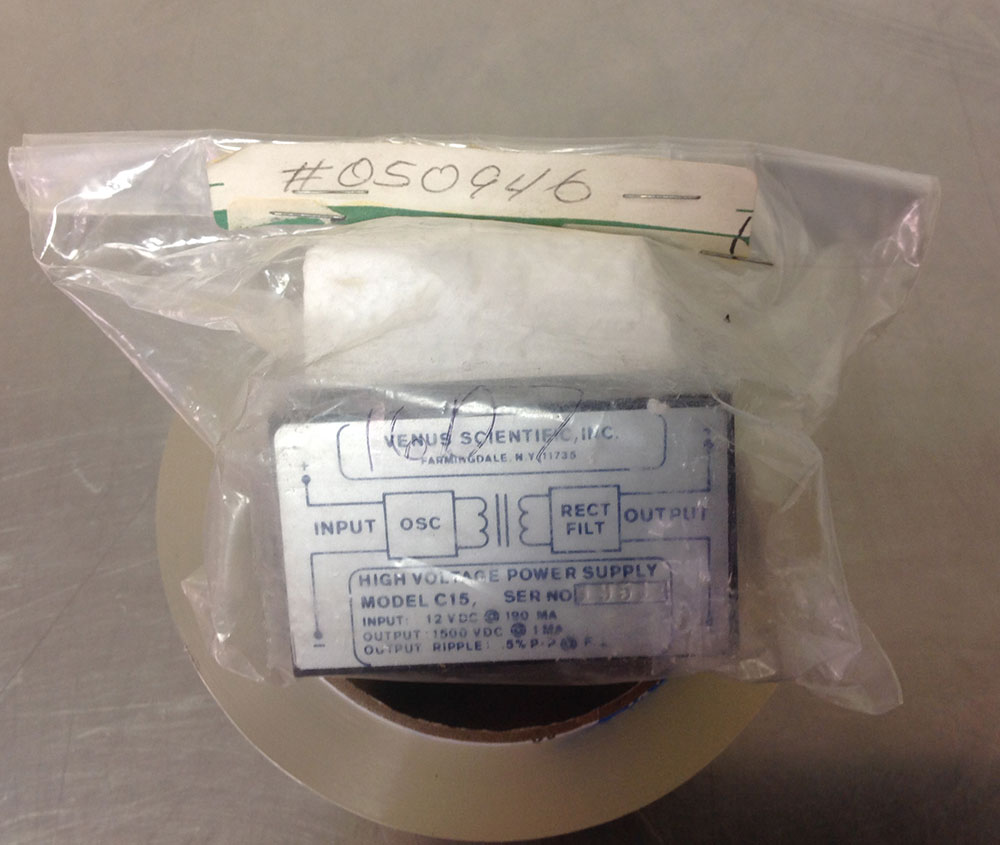 #050946
VENUS SCIENTIFIC, INC.
FARMINGDALE, N.Y. 11735
+
INPUT
OSC
RECT
FILT
OUTPUT
HIGH VOLTAGE POWER SUPPLY
MODEL C15, SER NO
INPUT: 12 VDC @ 190 MA
OUTPUT: 1500 VDC @ 1 MA
OUTPUT RIPPLE: .5% P-P @ F.L.
−